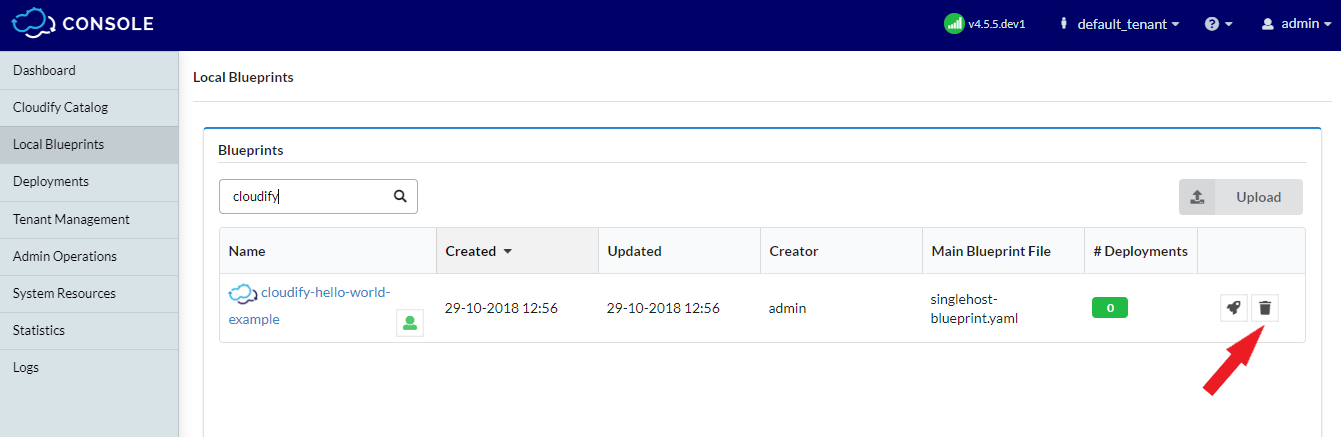 CONSOLE
v4.5.5.dev1
default_tenant
?
admin
Dashboard
Cloudify Catalog
Local Blueprints
Deployments
Tenant Management
Admin Operations
System Resources
Statistics
Logs
Local Blueprints
Blueprints
cloudify
Upload
Name Created Updated Creator Main Blueprint File # Deployments
cloudify-hello-world-
example
29-10-2018 12:56
29-10-2018 12:56
admin
singlehost-
blueprint.yaml
0